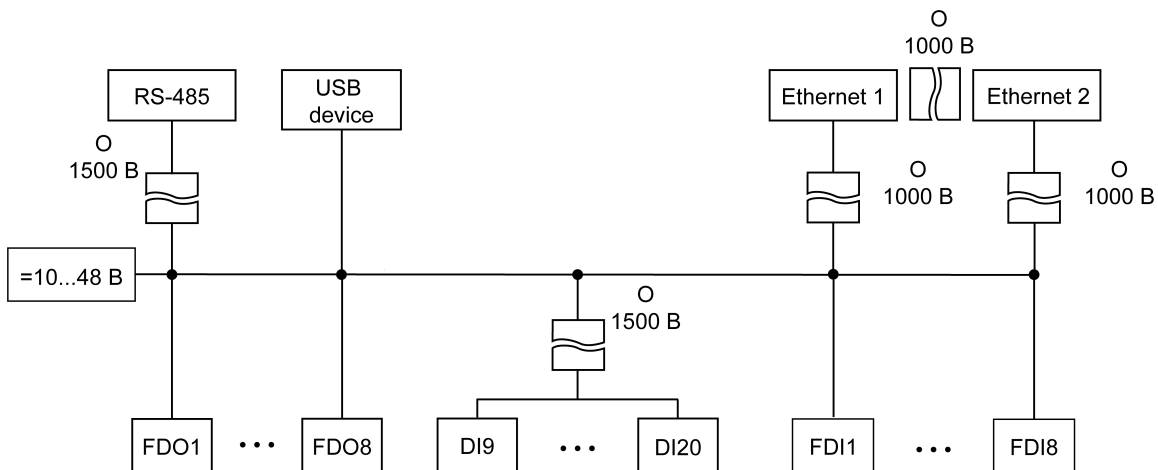 О
1000 В
RS-485
USB
device
Ethernet 1
Ethernet 2
О
1500 В
О
1000 В
О
1000 В
=10...48 В
О
1500 В
FDO1
...
FDO8
DI9
...
DI20
FDI1
...
FDI8